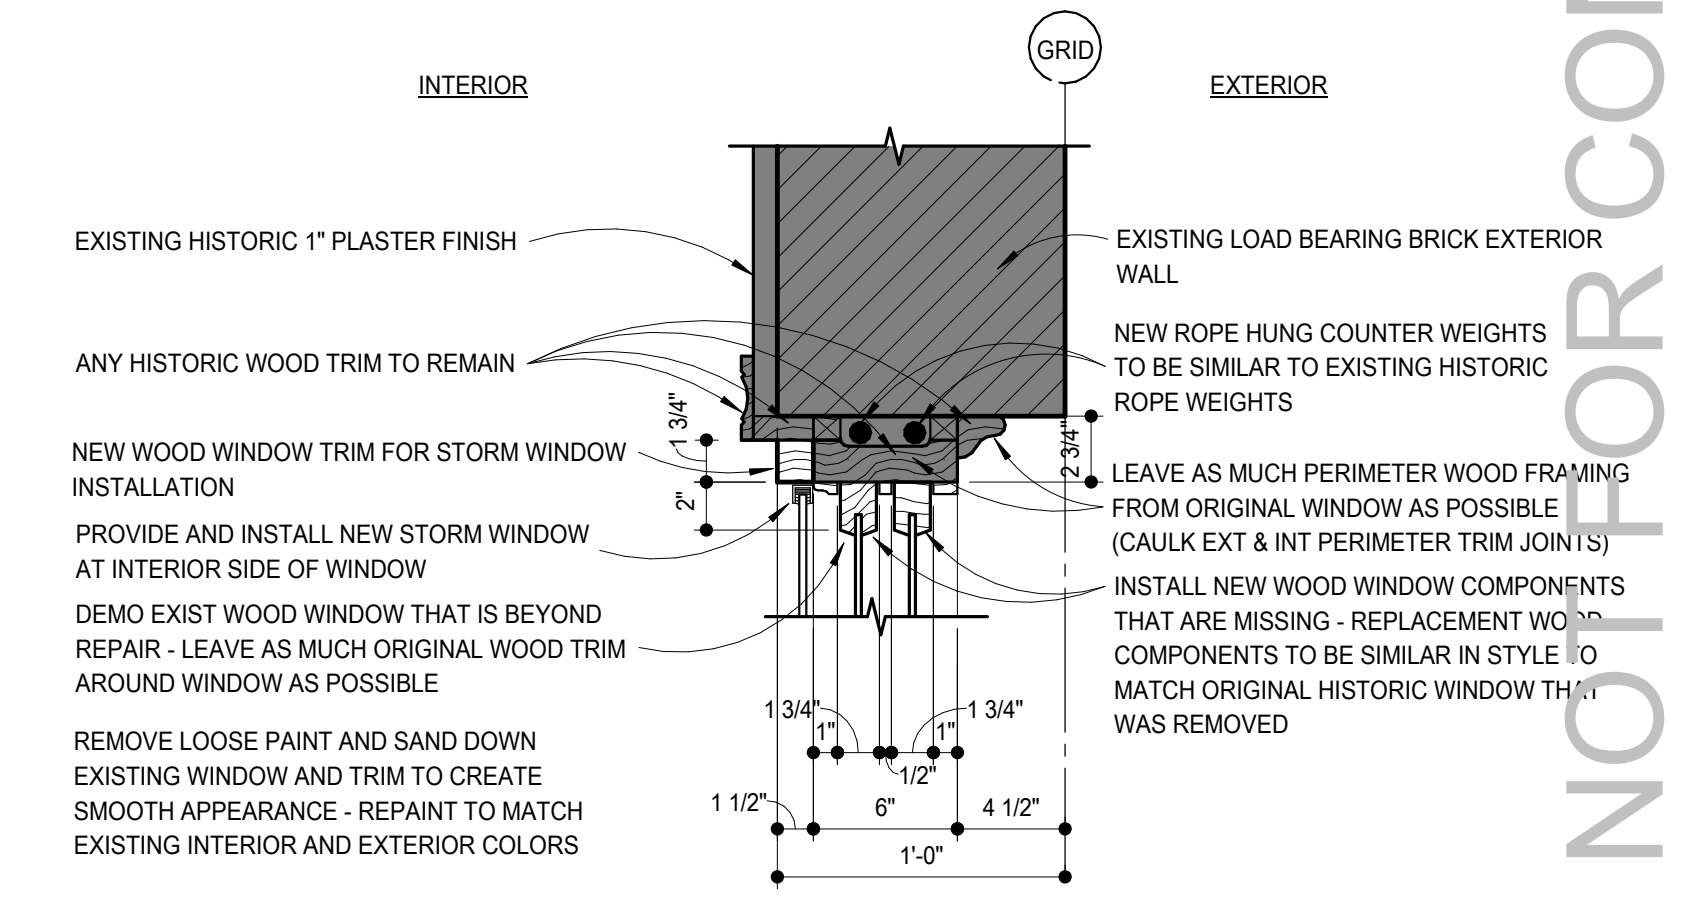 GRID
INTERIOR
EXTERIOR
EXISTING HISTORIC 1" PLASTER FINISH
ANY HISTORIC WOOD TRIM TO REMAIN
NEW WOOD WINDOW TRIM FOR STORM WINDOW
INSTALLATION
PROVIDE AND INSTALL NEW STORM WINDOW
AT INTERIOR SIDE OF WINDOW
DEMO EXIST WOOD WINDOW THAT IS BEYOND
REPAIR - LEAVE AS MUCH ORIGINAL WOOD TRIM
AROUND WINDOW AS POSSIBLE
REMOVE LOOSE PAINT AND SAND DOWN
EXISTING WINDOW AND TRIM TO CREATE
SMOOTH APPEARANCE - REPAINT TO MATCH
EXISTING INTERIOR AND EXTERIOR COLORS
1 3/4"
2"
2 3/4"
1 3/4"
1"
1/2"
1 3/4"
1"
1 1/2"
6"
4 1/2"
1'-0"
EXISTING LOAD BEARING BRICK EXTERIOR
WALL
NEW ROPE HUNG COUNTER WEIGHTS
TO BE SIMILAR TO EXISTING HISTORIC
ROPE WEIGHTS
LEAVE AS MUCH PERIMETER WOOD FRAMING
FROM ORIGINAL WINDOW AS POSSIBLE
(CAULK EXT & INT PERIMETER TRIM JOINTS)
INSTALL NEW WOOD WINDOW COMPONENTS
THAT ARE MISSING - REPLACEMENT WOOD
COMPONENTS TO BE SIMILAR IN STYLE TO
MATCH ORIGINAL HISTORIC WINDOW THAT
WAS REMOVED
NOT FOR CON